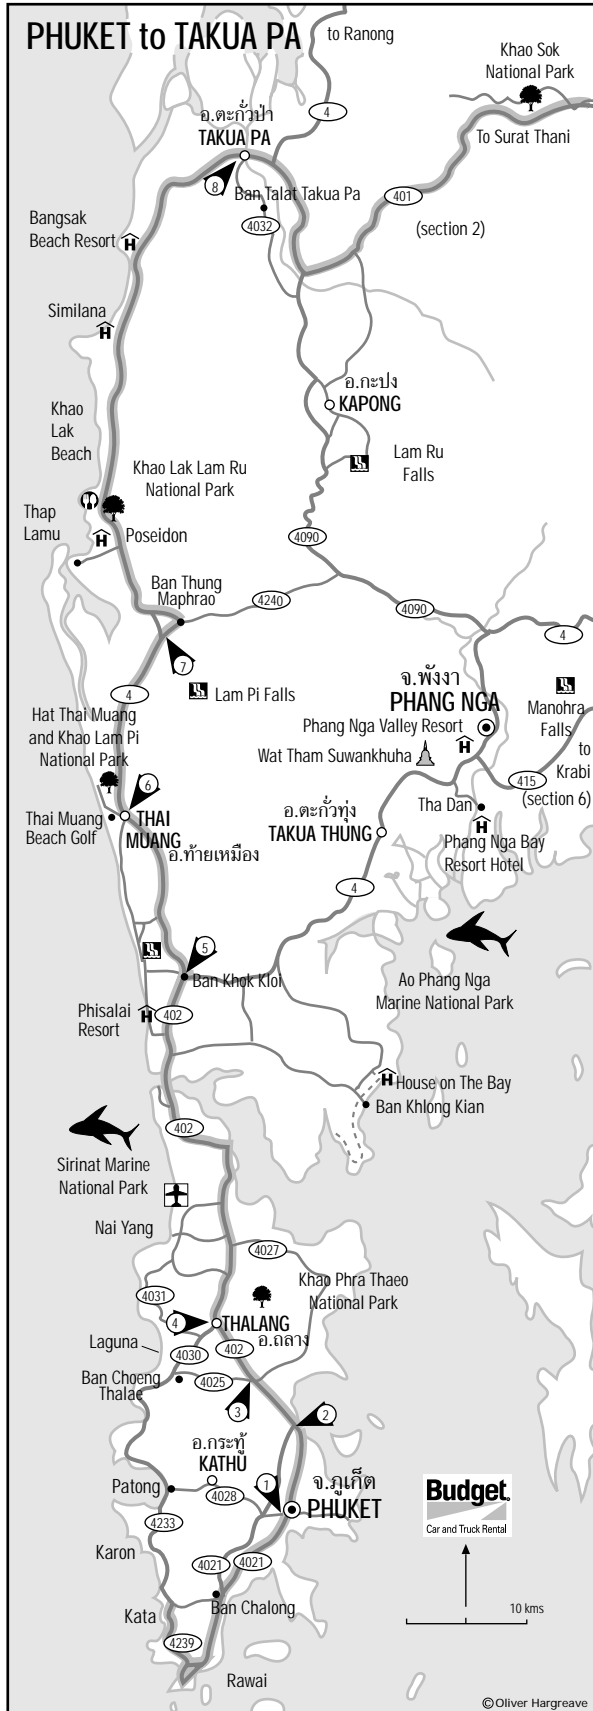 PHUKET to TAKUA PA
to Ranong
Khao Sok
National Park
4
อ.ตะกั่วป่า
TAKUA PA
To Surat Thani
8
Ban Talat Takua Pa
401
4032
(section 2)
Bangsak
Beach Resort
H
Similana
H
อ.กะปง
KAPONG
Khao
Lak
Beach
Lam Ru
Falls
Khao Lak Lam Ru
National Park
Thap
Lamu
H
Poseidon
4090
Ban Thung
Maphrao
4240
4090
4
7
จ.พังงา
PHANG NGA
4
Lam Pi Falls
Manohra
Falls
Hat Thai Muang
and Khao Lam Pi
National Park
Phang Nga Valley Resort
H
Wat Tham Suwankhuha
to
Krabi
415
(section 6)
6
Thai Muang
Beach Golf
THAI
MUANG
อ.ท้ายเหมือง
อ.ตะกั่วทุ่ง
TAKUA THUNG
Tha Dan
H
Phang Nga Bay
Resort Hotel
4
5
Ban Khok Kloi
Ao Phang Nga
Marine National Park
Phisalai
Resort
H
402
H
House on The Bay
Ban Khlong Kian
402
Sirinat Marine
National Park
Nai Yang
4027
Khao Phra Thaeo
National Park
4031
4
THALANG
อ.ถลาง
Laguna
402
4030
Ban Choeng
Thalae
4025
3
2
อ.กระทู้
KATHU
1
จ.ภูเก็ต
PHUKET
Patong
4028
4233
Karon
4021
4021
Ban Chalong
Kata
4239
Rawai
Budget
Car and Truck Rental
10 kms
©Oliver Hargreave